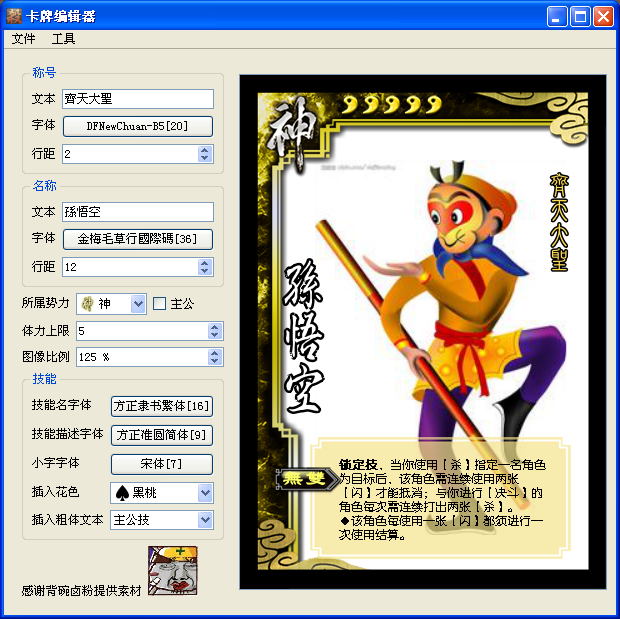 卡牌编辑器
文件 工具
称号
文本 齊天大聖
字体 DFNewChuan-B5[20]
行距 2
名称
文本 孫悟空
字体 金梅毛草行國際碼[36]
行距 12
所属势力 神 主公
体力上限 5
图像比例 125 %
技能
技能名字体 方正隶书繁体[16]
技能描述字体 方正准圆简体[9]
小字字体 宋体[7]
插入花色 黑桃
插入粗体文本 主公技
感谢背碗卤粉提供素材
神
齊天大聖
孫悟空
無雙
锁定技，当你使用【杀】指定一名角色
为目标后，该角色需连续使用两张
【闪】才能抵消；与你进行【决斗】的
角色每次需连续打出两张【杀】。
◆该角色每使用一张【闪】都须进行一
次使用结算。